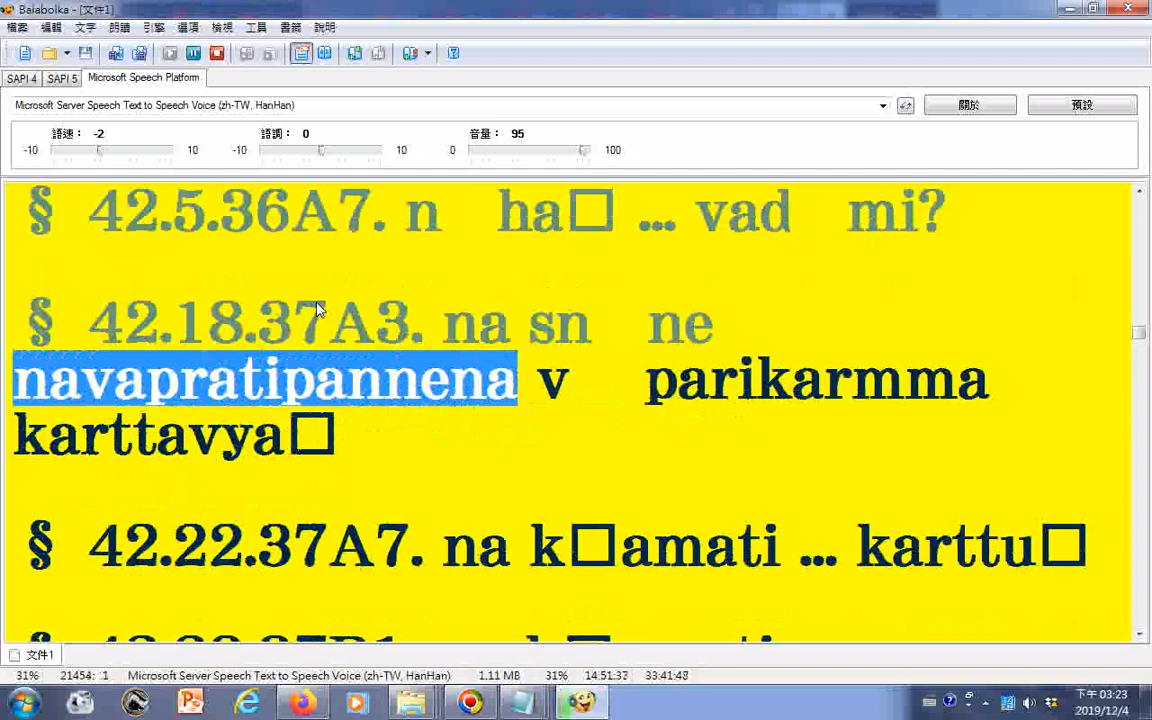 Balabolka - [文件1]
檔案 編輯 文字 朗讀 引擎 選項 檢視 工具 書籤 說明
SAPI 4 SAPI 5 Microsoft Speech Platform
Microsoft Server Speech Text to Speech Voice (zh-TW, HanHan) 關於 預設
語速： -2 語調： 0 音量： 95
-10 10 -10 10 0 100
§ 42.5.36A7. n ha□ ... vad mi?
§ 42.18.37A3. na sn ne
navapratipannena v parikarmma
karttavya□
§ 42.22.37A7. na k□amati ... karttu□
文件1
31% 21454: 1 Microsoft Server Speech Text to Speech Voice (zh-TW, HanHan) 1.11 MB 31% 14:51:37 33:41:48
下午 03:23
2019/12/4